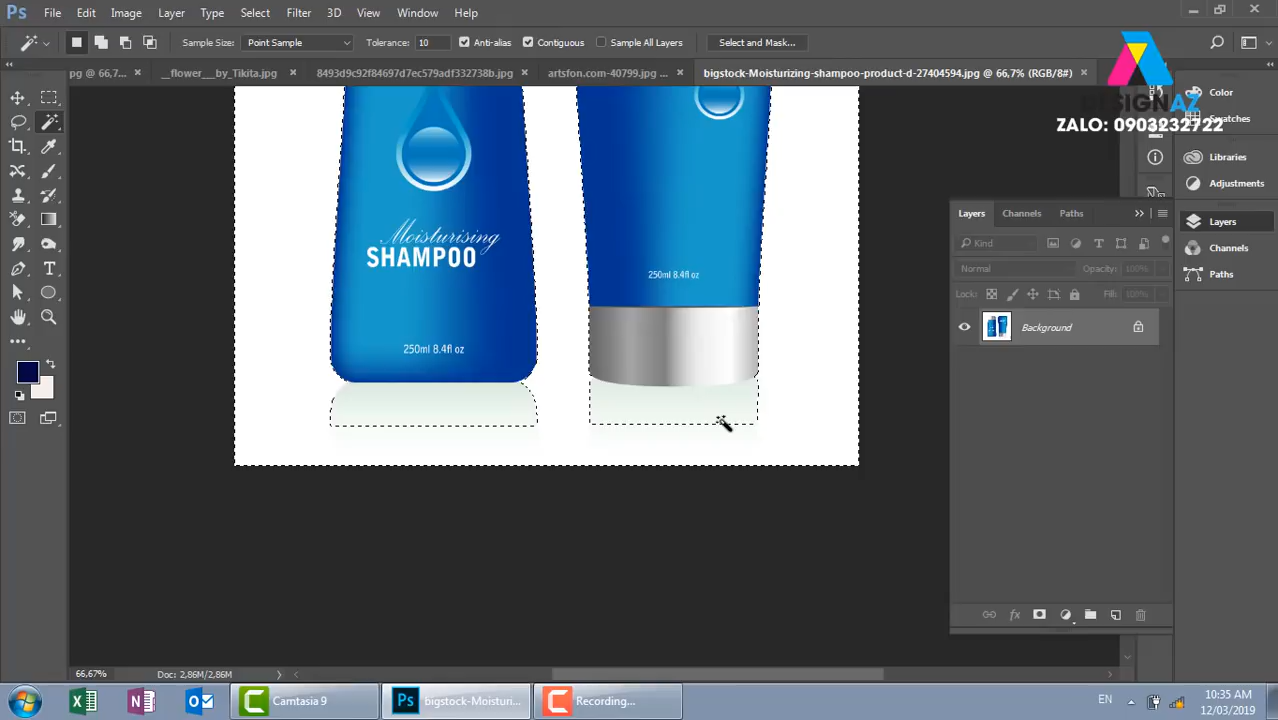 Ps File Edit Image Layer Type Select Filter 3D View Window Help
Sample Size: Point Sample Tolerance: 10 Anti-alias Contiguous Sample All Layers Select and Mask...
pg @ 66,7... × __flower__by_Tikita.jpg × 8493d9c92f84697d7ec579adf332738b.jpg × artsfon.com-40799.jpg ... × bigstock-Moisturizing-shampoo-product-d-27404594.jpg @ 66,7% (RGB/8#) ×
DESIGNAZ
ZALO: 0903232722
Color
Swatches
Libraries
Adjustments
Layers
Channels
Paths
Layers Channels Paths
Kind
Normal Opacity: 100%
Lock: Fill: 100%
Background
Moisturising
SHAMPOO
250ml 8.4fl oz
250ml 8.4fl oz
66,67% Doc: 2,86M/2,86M
Camtasia 9
bigstock-Moisturi...
Recording...
EN
10:35 AM
12/03/2019